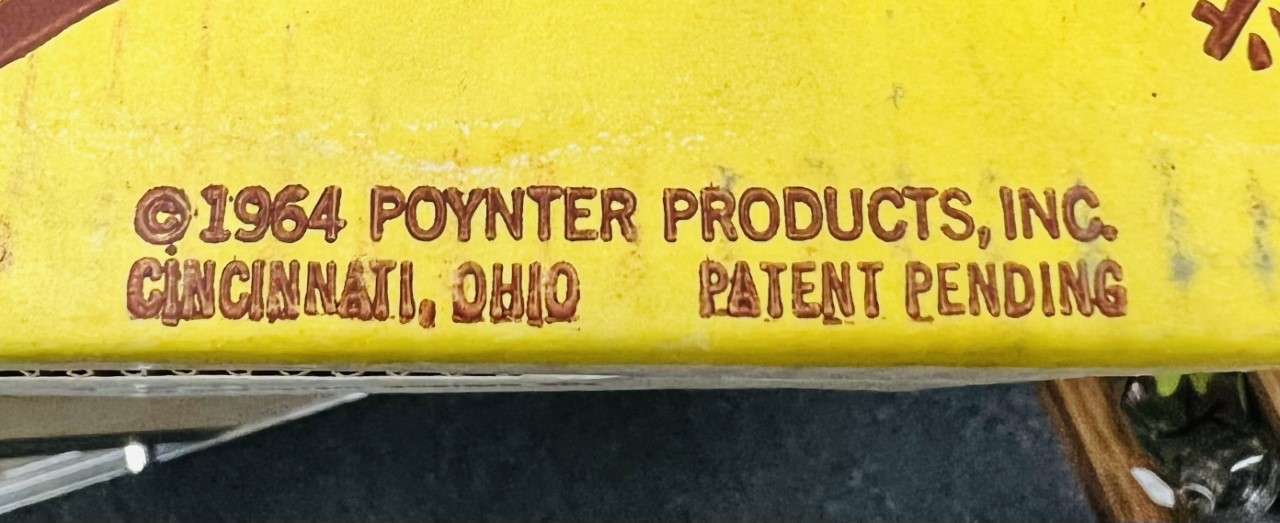 ©1964 POYNTER PRODUCTS, INC.
CINCINNATI, OHIO PATENT PENDING